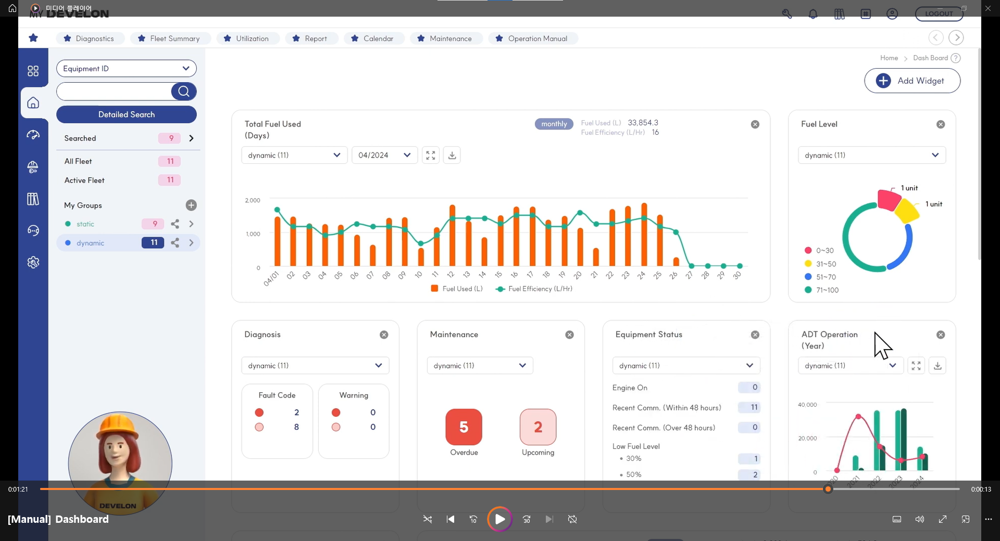 미디어 플레이어
MY DEVELON
LOGOUT
Diagnostics
Fleet Summary
Utilization
Report
Calendar
Maintenance
Operation Manual
Home > Dash Board ?
Add Widget
Equipment ID
Detailed Search
Searched 9
All Fleet 11
Active Fleet 11
My Groups
static 9
dynamic 11
Total Fuel Used
(Days)
monthly
Fuel Used (L) 33,854.3
Fuel Efficiency (L/Hr) 16
dynamic (11)
04/2024
2,000
1,000
0
04/01 02 03 04 05 06 07 08 09 10 11 12 13 14 15 16 17 18 19 20 21 22 23 24 25 26 27 28 29 30
Fuel Used (L) Fuel Efficiency (L/Hr)
Fuel Level
dynamic (11)
1 unit
1 unit
0~30
31~50
51~70
71~100
Diagnosis
dynamic (11)
Fault Code
2
8
Warning
0
0
Maintenance
dynamic (11)
5
Overdue
2
Upcoming
Equipment Status
dynamic (11)
Engine On 0
Recent Comm. (Within 48 hours) 11
Recent Comm. (Over 48 hours) 0
Low Fuel Level
• 30% 1
• 50% 2
ADT Operation
(Year)
dynamic (11)
40,000
20,000
0
2021 2022 2023 2024
DEVELON
0:01:21
0:00:13
[Manual] Dashboard
10
30